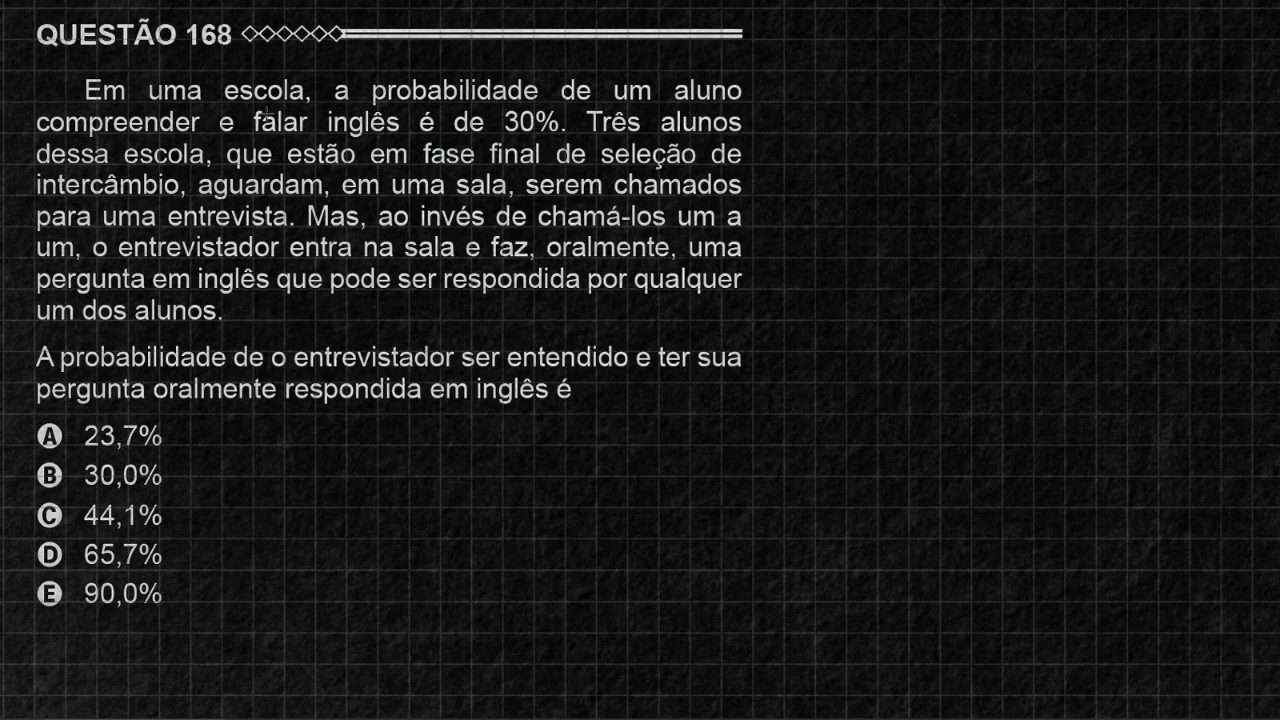 QUESTÃO 168
Em uma escola, a probabilidade de um aluno
compreender e falar inglês é de 30%. Três alunos
dessa escola, que estão em fase final de seleção de
intercâmbio, aguardam, em uma sala, serem chamados
para uma entrevista. Mas, ao invés de chamá-los um a
um, o entrevistador entra na sala e faz, oralmente, uma
pergunta em inglês que pode ser respondida por qualquer
um dos alunos.
A probabilidade de o entrevistador ser entendido e ter sua
pergunta oralmente respondida em inglês é
A 23,7%
B 30,0%
C 44,1%
D 65,7%
E 90,0%